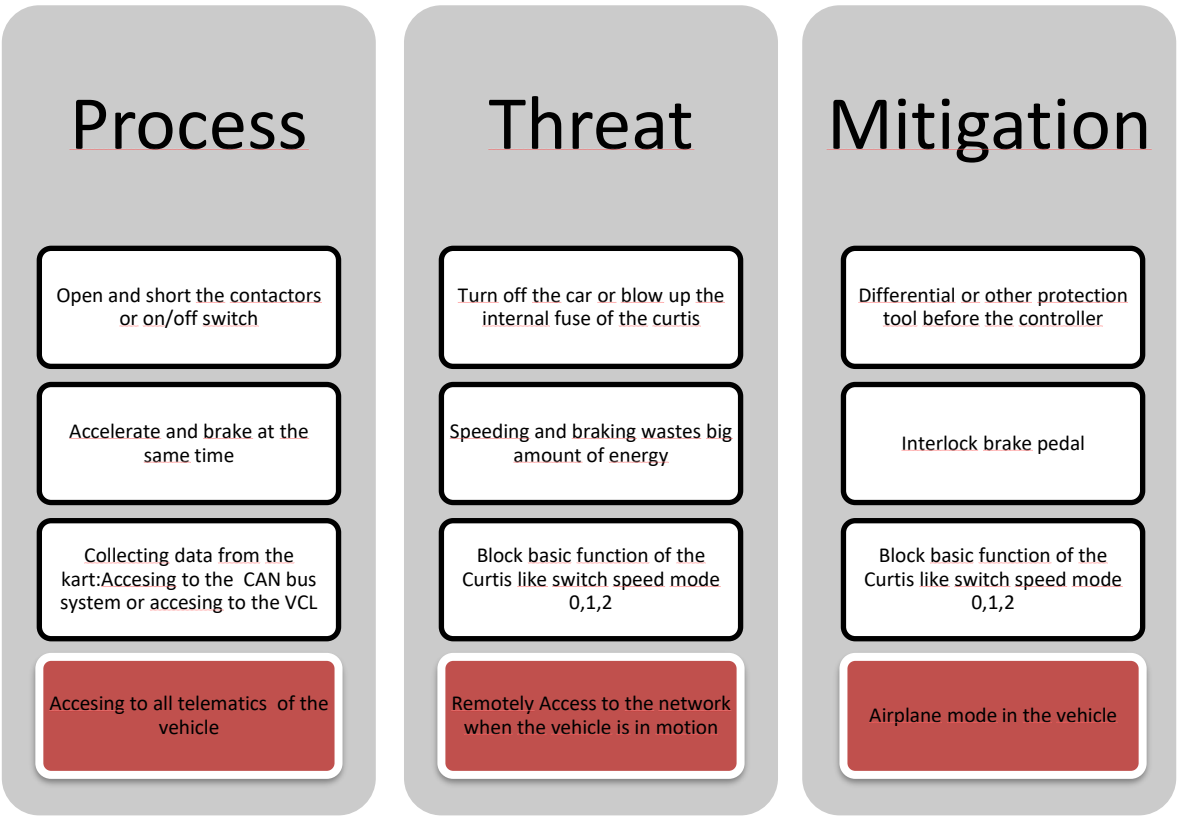 Process
Open and short the contactors
or on/off switch
Accelerate and brake at the
same time
Collecting data from the
kart:Accesing to the  CAN bus
system or accesing to the VCL
Accesing to all telematics  of the
vehicle
Threat
Turn off the car or blow up the
internal fuse of the curtis
Speeding and braking wastes big
amount of energy
Block basic function of the
Curtis like switch speed mode
0,1,2
Remotely Access to the network
when the vehicle is in motion
Mitigation
Differential or other protection
tool before the controller
Interlock brake pedal
Block basic function of the
Curtis like switch speed mode
0,1,2
Airplane mode in the vehicle